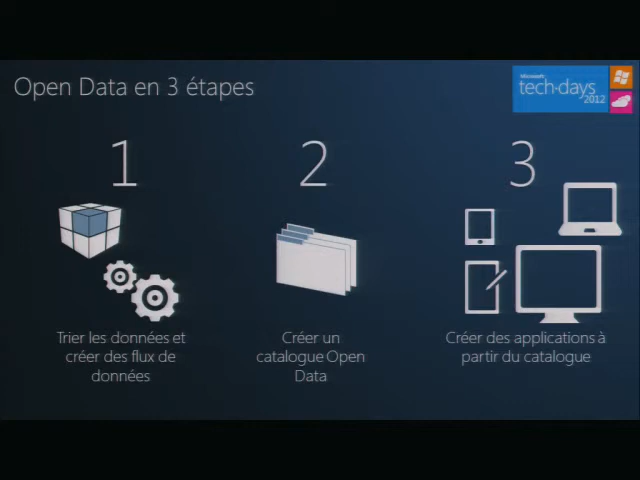 Open Data en 3 étapes
Microsoft
tech·days
2012
1
2
3
Trier les données et
créer des flux de
données
Créer un
catalogue Open
Data
Créer des applications à
partir du catalogue